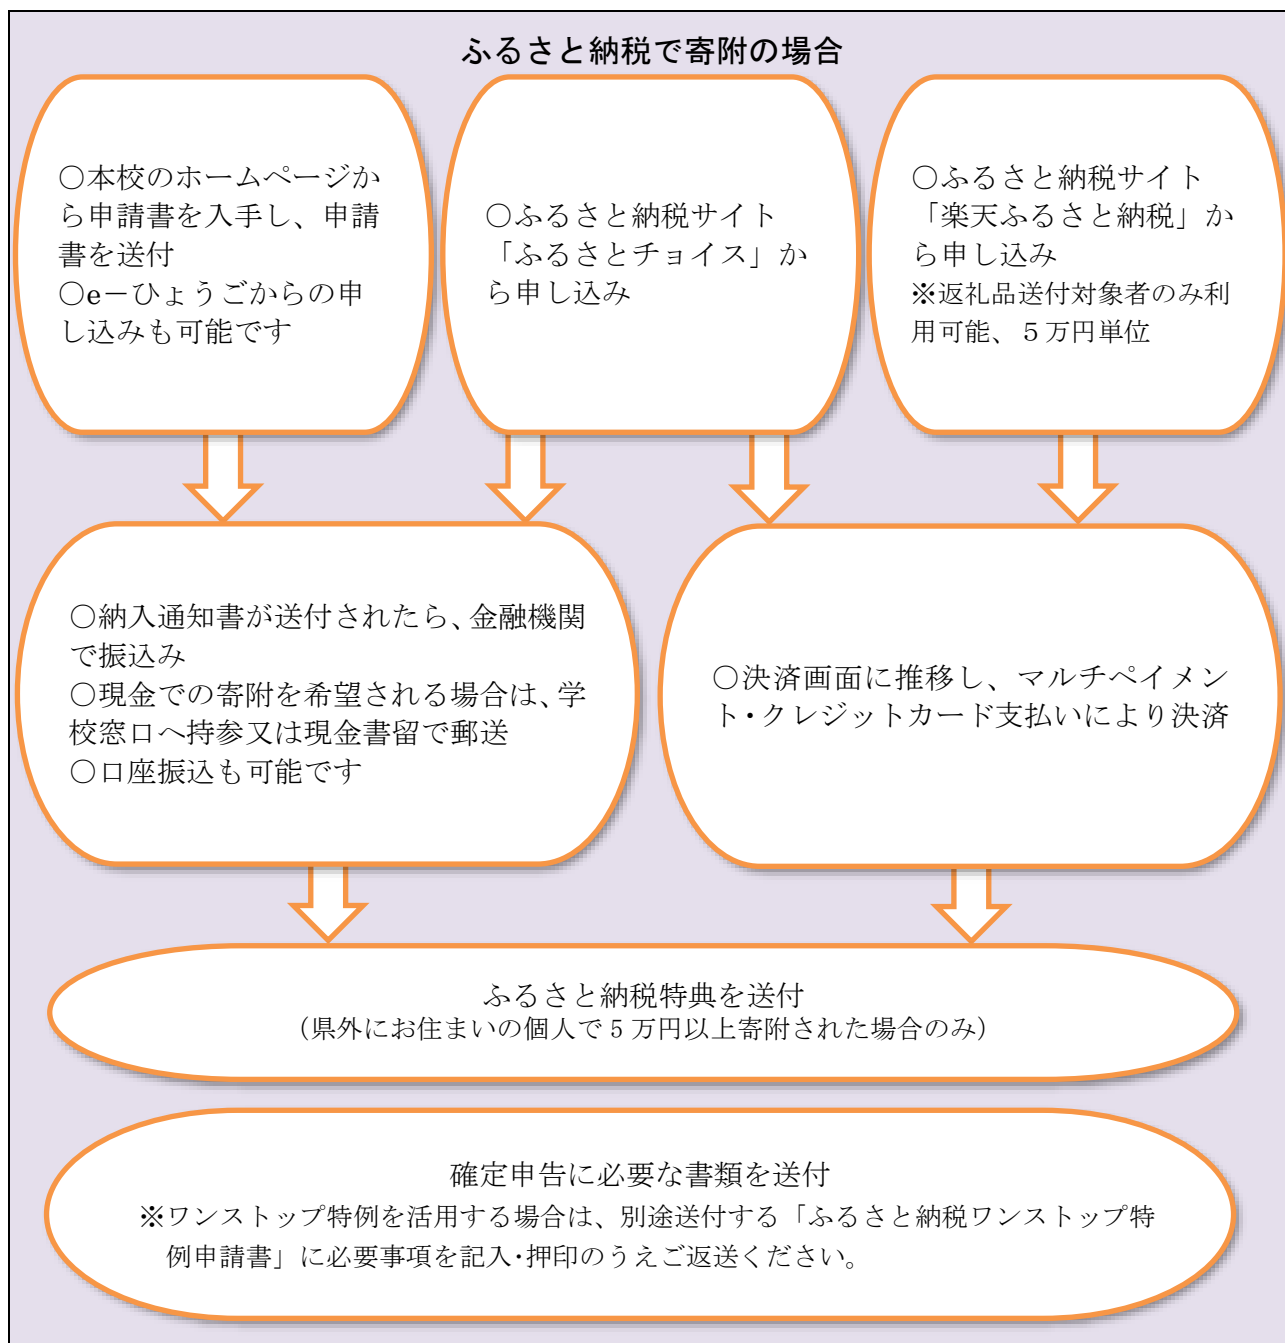 ふるさと納税で寄附の場合
〇本校のホームページか
ら申請書を入手し、申請
書を送付
〇e－ひょうごからの申
し込みも可能です
〇ふるさと納税サイト
「ふるさとチョイス」か
ら申し込み
〇ふるさと納税サイト
「楽天ふるさと納税」か
ら申し込み
※返礼品送付対象者のみ利
用可能、５万円単位
〇納入通知書が送付されたら、金融機関
で振込み
〇現金での寄附を希望される場合は、学
校窓口へ持参又は現金書留で郵送
〇口座振込も可能です
〇決済画面に推移し、マルチペイメン
ト・クレジットカード支払いにより決済
ふるさと納税特典を送付
（県外にお住まいの個人で５万円以上寄附された場合のみ）
確定申告に必要な書類を送付
※ワンストップ特例を活用する場合は、別途送付する「ふるさと納税ワンストップ特
例申請書」に必要事項を記入・押印のうえご返送ください。